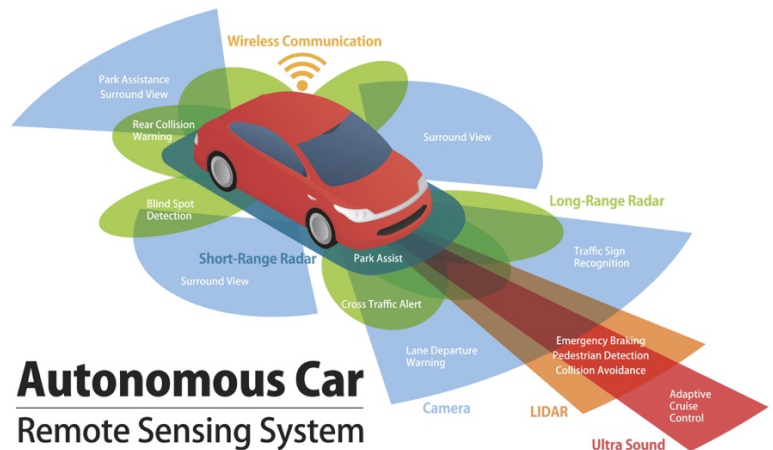 Wireless Communication
Park Assistance
Surround View
Rear Collision
Warning
Surround View
Blind Spot
Detection
Long-Range Radar
Short-Range Radar
Park Assist
Traffic Sign
Recognition
Surround View
Cross Traffic Alert
Lane Departure
Warning
Emergency Braking
Pedestrian Detection
Collision Avoidance
Adaptive
Cruise
Control
Camera
LIDAR
Ultra Sound
Autonomous Car
Remote Sensing System